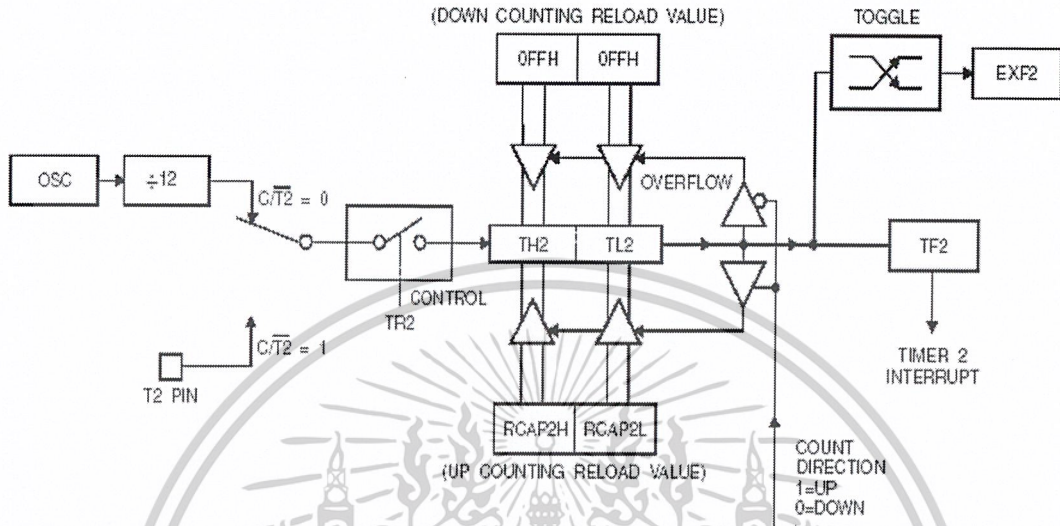 (DOWN COUNTING RELOAD VALUE)
TOGGLE
0FFH 0FFH
EXF2
OSC
÷12
C/T2̅ = 0
OVERFLOW
TH2 TL2
TF2
CONTROL
TR2
C/T2̅ = 1
T2 PIN
TIMER 2
INTERRUPT
RCAP2H RCAP2L
(UP COUNTING RELOAD VALUE)
COUNT
DIRECTION
1=UP
0=DOWN